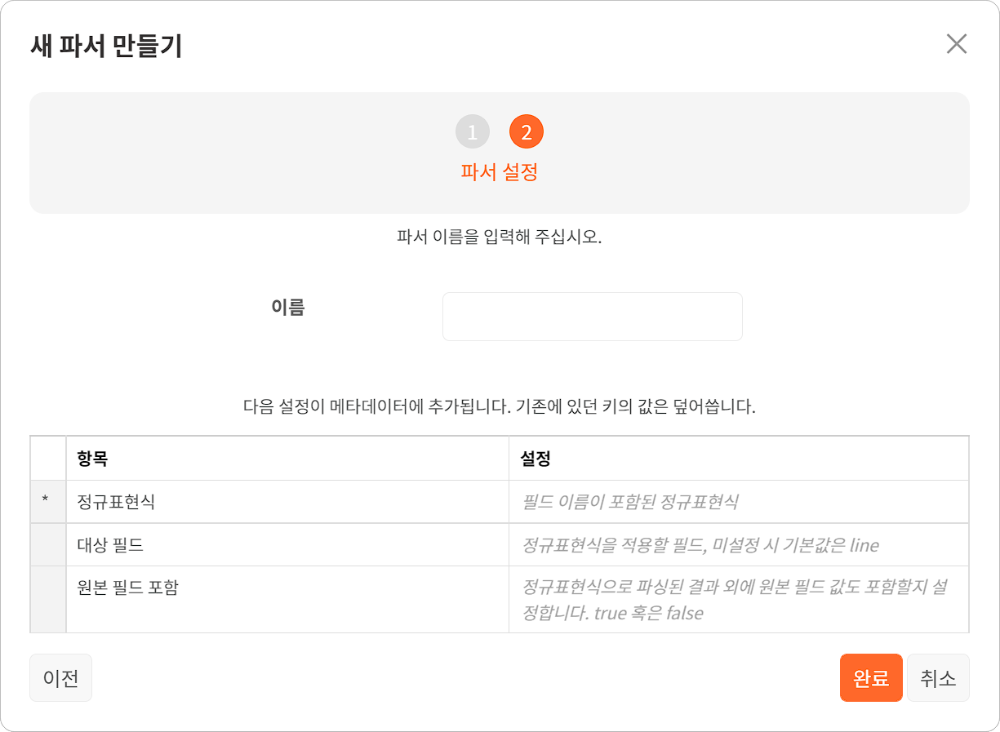 새 파서 만들기
1 2
파서 설정
파서 이름을 입력해 주십시오.
이름
다음 설정이 메타데이터에 추가됩니다. 기존에 있던 키의 값은 덮어씁니다.
항목 설정
* 정규표현식 필드 이름이 포함된 정규표현식
대상 필드 정규표현식을 적용할 필드, 미설정 시 기본값은 line
원본 필드 포함 정규표현식으로 파싱된 결과 외에 원본 필드 값도 포함할지 설
정합니다. true 혹은 false
이전 완료 취소